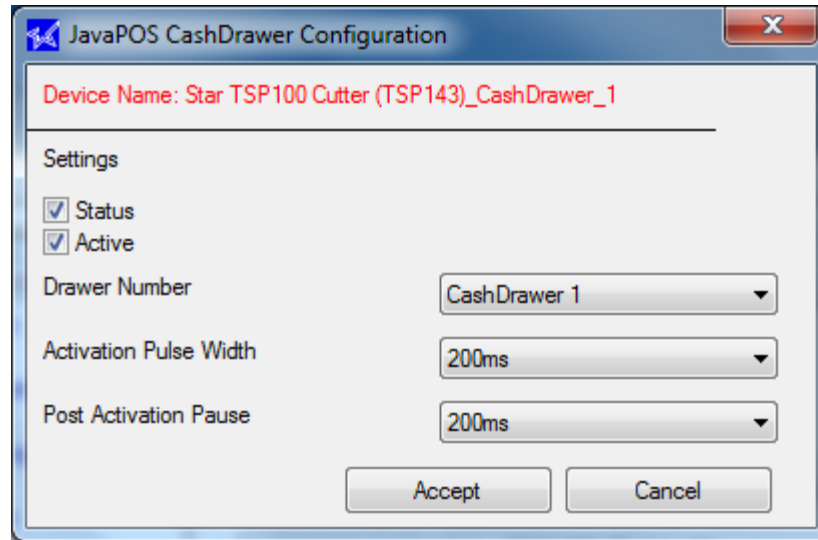 JavaPOS CashDrawer Configuration
Device Name: Star TSP100 Cutter (TSP143)_CashDrawer_1
Settings
Status
Active
Drawer Number
CashDrawer 1
Activation Pulse Width
200ms
Post Activation Pause
200ms
Accept
Cancel